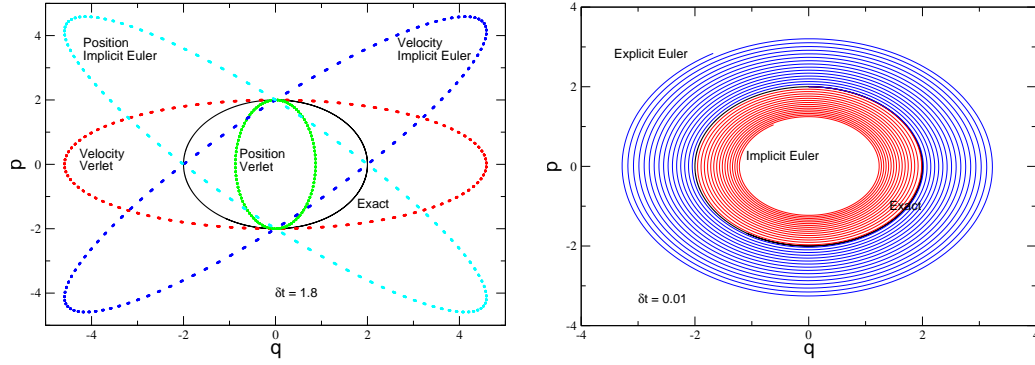 4
2
0
-2
-4
p
Position
Implicit Euler
Velocity
Implicit Euler
Velocity
Verlet
Position
Verlet
Exact
δt = 1.8
-4
-2
0
2
4
q
4
2
0
-2
-4
p
Explicit Euler
Implicit Euler
Exact
δt = 0.01
-4
-2
0
2
4
q